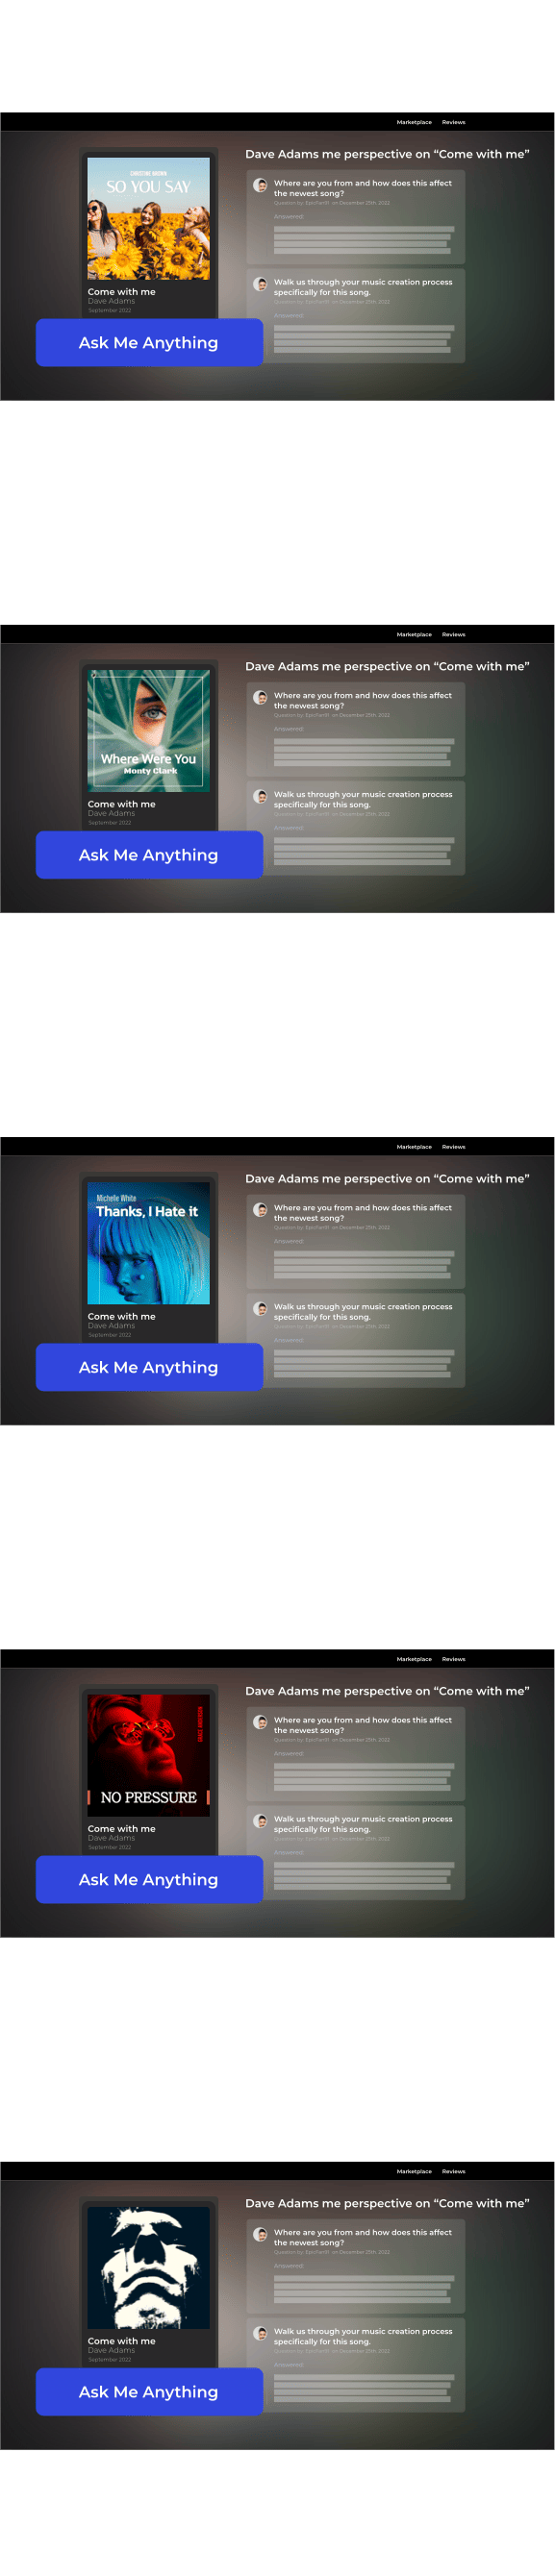 Marketplace Reviews
Dave Adams me perspective on “Come with me”
CHRISTINE BROWN
SO YOU SAY
Come with me
Dave Adams
September 2022
Ask Me Anything
Where are you from and how does this affect
the newest song?
Question by: EpicFan91 on December 25th, 2022
Answered:
Walk us through your music creation process
specifically for this song.
Question by: EpicFan91 on December 25th, 2022
Answered:
Marketplace Reviews
Dave Adams me perspective on “Come with me”
Where Were You
Monty Clark
Come with me
Dave Adams
September 2022
Ask Me Anything
Where are you from and how does this affect
the newest song?
Question by: EpicFan91 on December 25th, 2022
Answered:
Walk us through your music creation process
specifically for this song.
Question by: EpicFan91 on December 25th, 2022
Answered:
Marketplace Reviews
Dave Adams me perspective on “Come with me”
Michelle White
Thanks, I Hate it
Come with me
Dave Adams
September 2022
Ask Me Anything
Where are you from and how does this affect
the newest song?
Question by: EpicFan91 on December 25th, 2022
Answered:
Walk us through your music creation process
specifically for this song.
Question by: EpicFan91 on December 25th, 2022
Answered:
Marketplace Reviews
Dave Adams me perspective on “Come with me”
NO PRESSURE
Come with me
Dave Adams
September 2022
Ask Me Anything
Where are you from and how does this affect
the newest song?
Question by: EpicFan91 on December 25th, 2022
Answered:
Walk us through your music creation process
specifically for this song.
Question by: EpicFan91 on December 25th, 2022
Answered:
Marketplace Reviews
Dave Adams me perspective on “Come with me”
Come with me
Dave Adams
September 2022
Ask Me Anything
Where are you from and how does this affect
the newest song?
Question by: EpicFan91 on December 25th, 2022
Answered:
Walk us through your music creation process
specifically for this song.
Question by: EpicFan91 on December 25th, 2022
Answered: